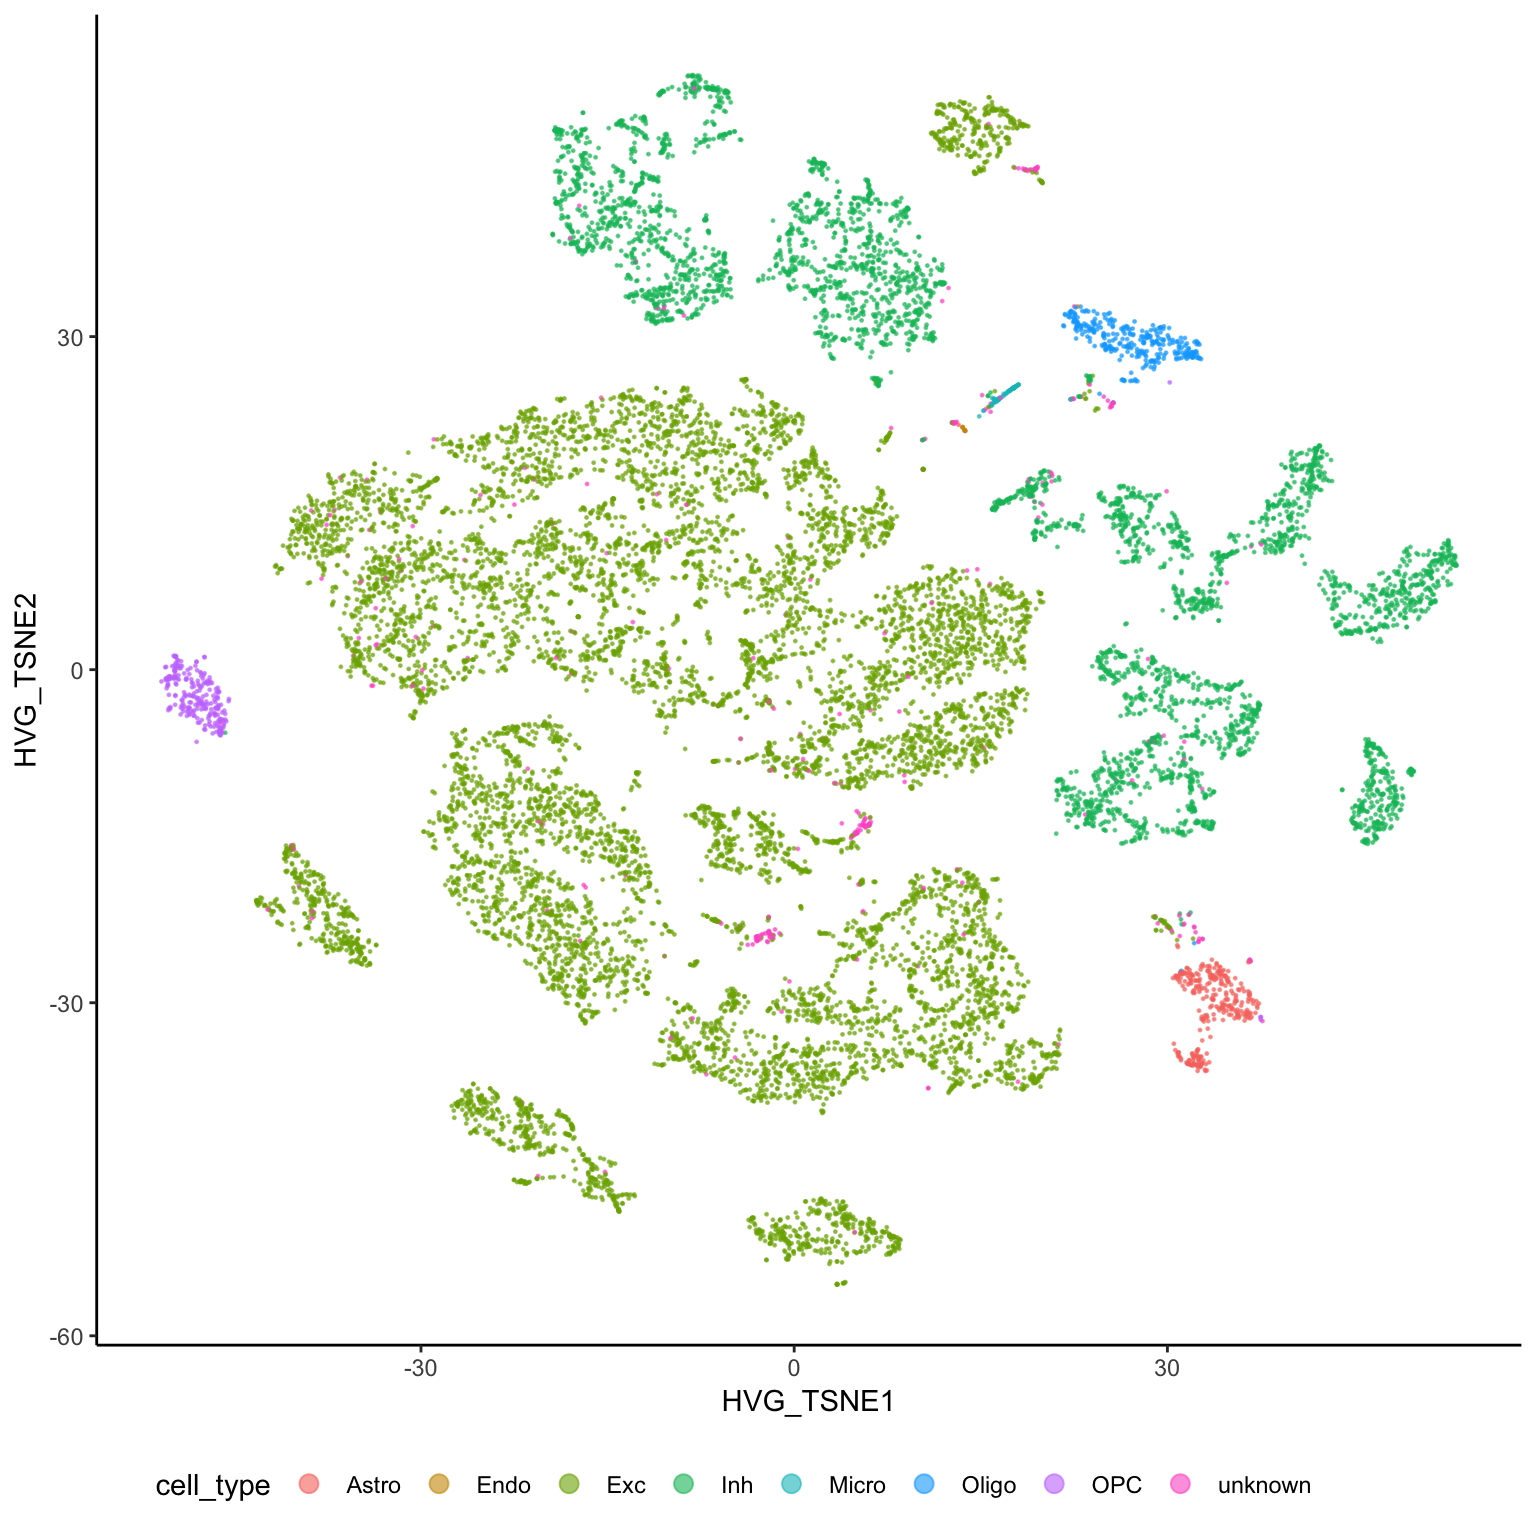 HVG_TSNE2
30
0
-30
-60
-30
0
30
HVG_TSNE1
cell_type Astro Endo Exc Inh Micro Oligo OPC unknown